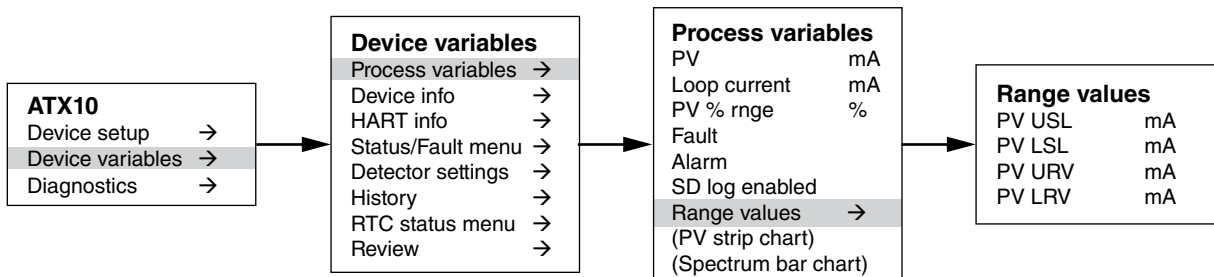 ATX10
Device setup →
Device variables →
Diagnostics →
Device variables
Process variables →
Device info →
HART info →
Status/Fault menu →
Detector settings →
History →
RTC status menu →
Review →
Process variables
PV mA
Loop current mA
PV % rnge %
Fault
Alarm
SD log enabled
Range values →
(PV strip chart)
(Spectrum bar chart)
Range values
PV USL mA
PV LSL mA
PV URV mA
PV LRV mA